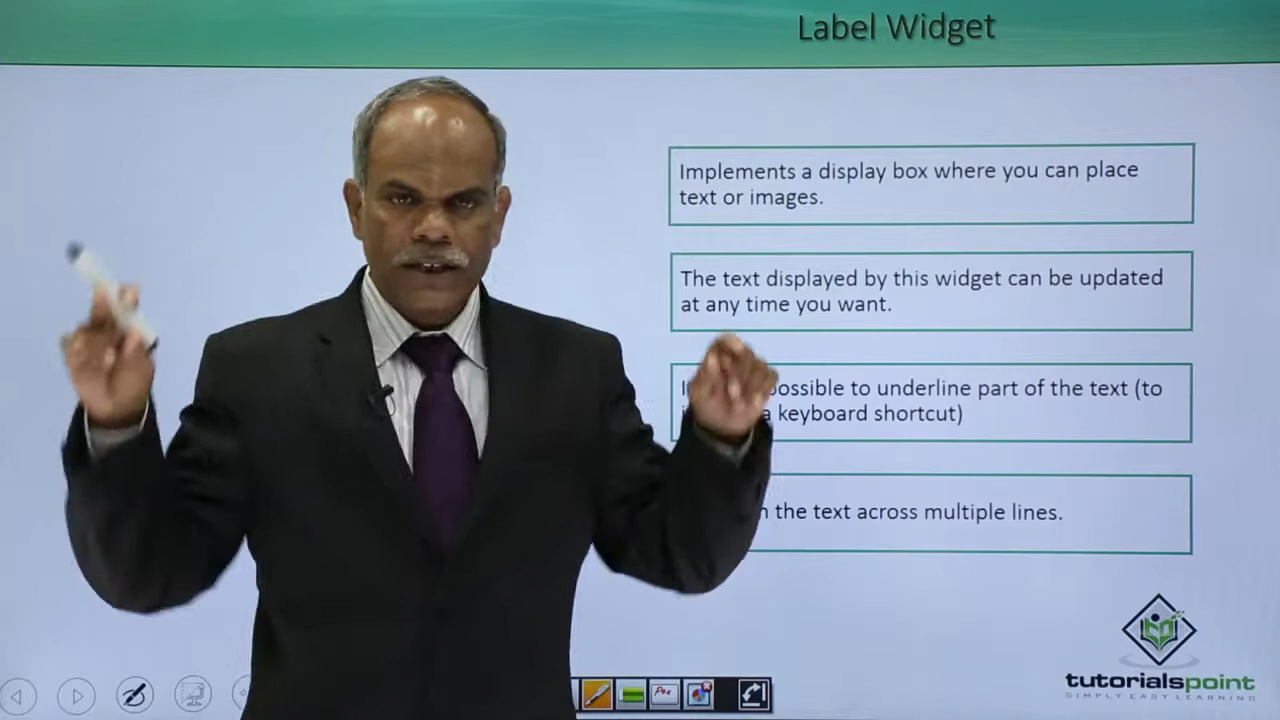 Label Widget
Implements a display box where you can place
text or images.
The text displayed by this widget can be updated
at any time you want.
possible to underline part of the text (to
a keyboard shortcut)
the text across multiple lines.
tutorialspoint
SIMPLY EASY LEARNING